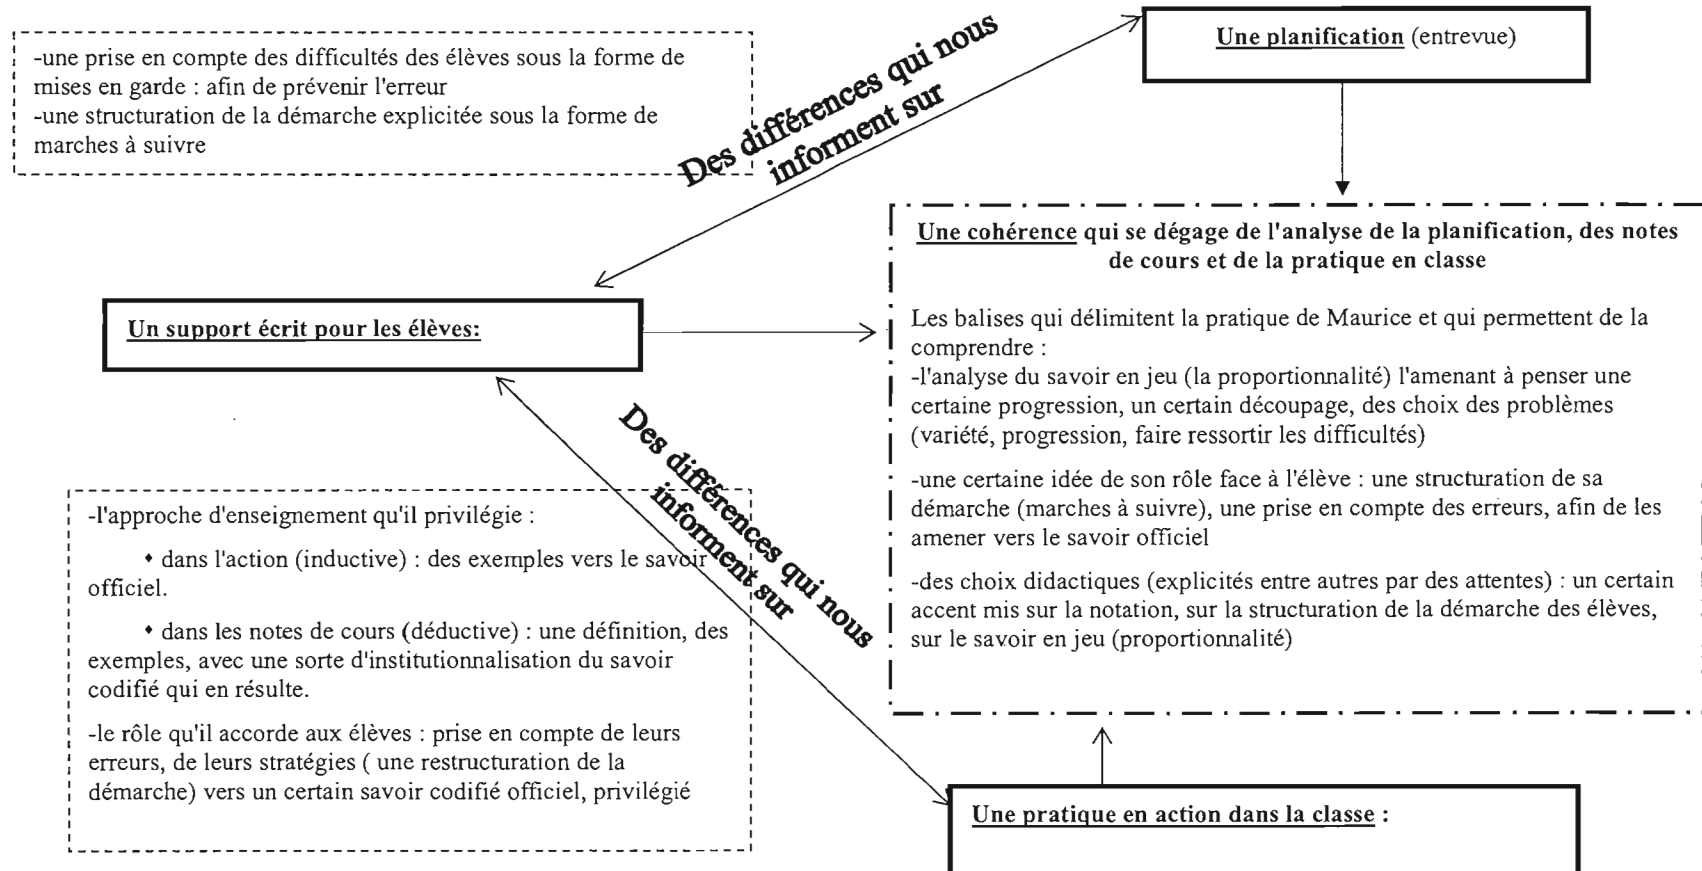 -une prise en compte des difficultés des élèves sous la forme de
mises en garde : afin de prévenir l'erreur
-une structuration de la démarche explicitée sous la forme de
marches à suivre
Des différences qui nous
informent sur
Une planification (entrevue)
Un support écrit pour les élèves:
Une cohérence qui se dégage de l'analyse de la planification, des notes
de cours et de la pratique en classe
Les balises qui délimitent la pratique de Maurice et qui permettent de la
comprendre :
-l'analyse du savoir en jeu (la proportionnalité) l'amenant à penser une
certaine progression, un certain découpage, des choix des problèmes
(variété, progression, faire ressortir les difficultés)
-une certaine idée de son rôle face à l'élève : une structuration de sa
démarche (marches à suivre), une prise en compte des erreurs, afin de les
amener vers le savoir officiel
-des choix didactiques (explicités entre autres par des attentes) : un certain
accent mis sur la notation, sur la structuration de la démarche des élèves,
sur le savoir en jeu (proportionnalité)
Des différences qui nous
informent sur
-l'approche d'enseignement qu'il privilégie :
• dans l'action (inductive) : des exemples vers le savoir
officiel.
• dans les notes de cours (déductive) : une définition, des
exemples, avec une sorte d'institutionnalisation du savoir
codifié qui en résulte.
-le rôle qu'il accorde aux élèves : prise en compte de leurs
erreurs, de leurs stratégies ( une restructuration de la
démarche) vers un certain savoir codifié officiel, privilégié
Une pratique en action dans la classe :